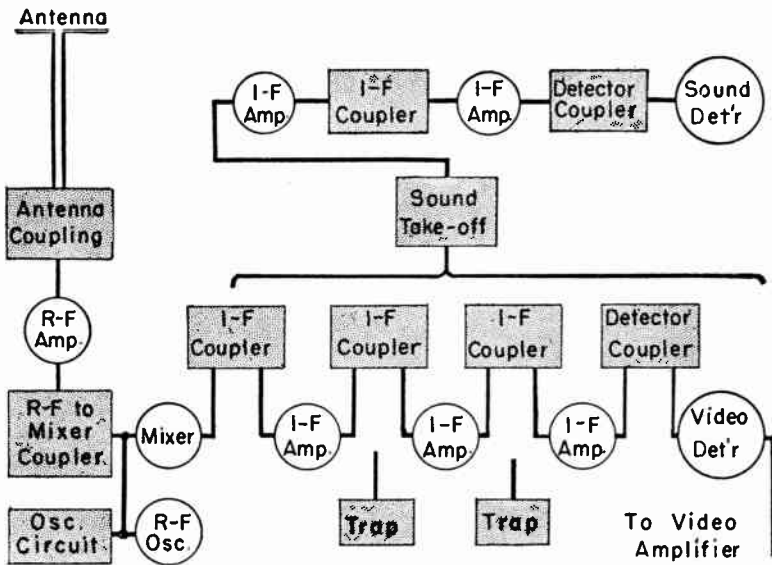 Antenna
I-F
Amp.
I-F
Coupler
I-F
Amp.
Detector
Coupler
Sound
Det'r
Antenna
Coupling
Sound
Take-off
R-F
Amp.
I-F
Coupler
I-F
Coupler
I-F
Coupler
Detector
Coupler
R-F to
Mixer
Coupler
Mixer
I-F
Amp.
I-F
Amp.
I-F
Amp.
Video
Det'r
Osc.
Circuit
R-F
Osc.
Trap
Trap
To Video
Amplifier